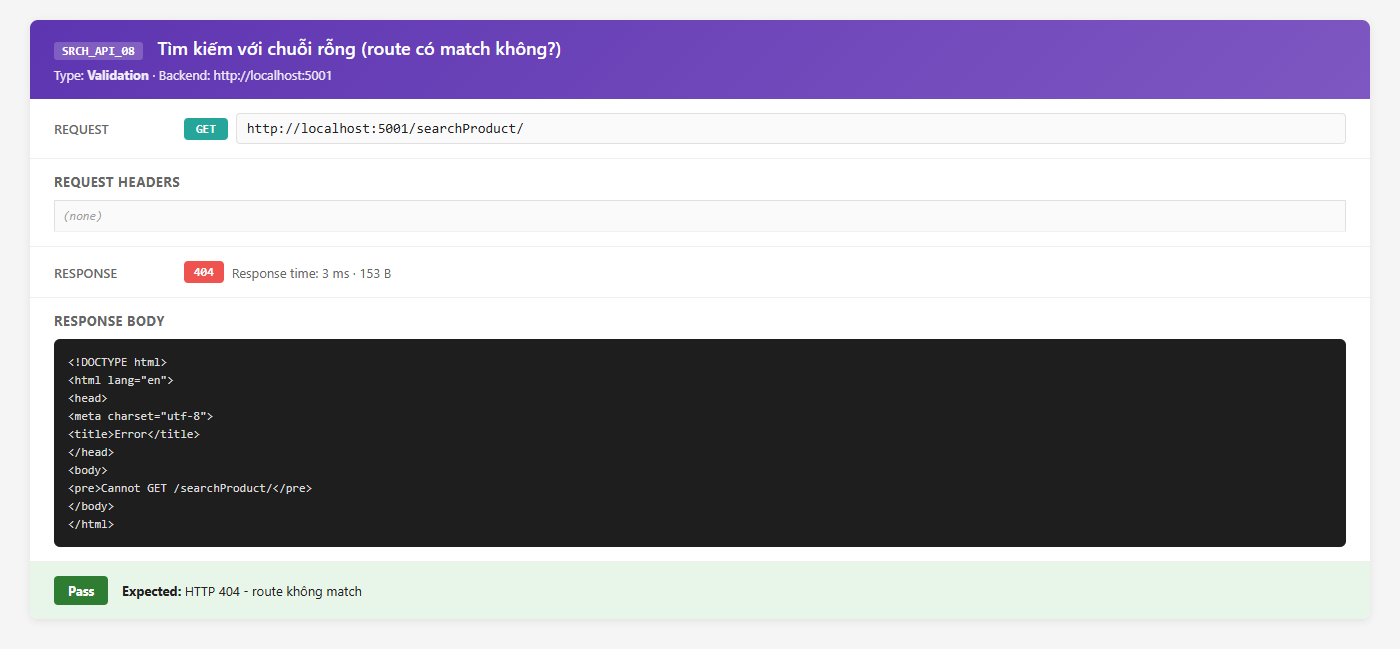 SRCH_API_08 Tìm kiếm với chuỗi rỗng (route có match không?)
Type: Validation · Backend: http://localhost:5001
REQUEST GET http://localhost:5001/searchProduct/
REQUEST HEADERS
(none)
RESPONSE 404 Response time: 3 ms · 153 B
RESPONSE BODY
<!DOCTYPE html>
<html lang="en">
<head>
<meta charset="utf-8">
<title>Error</title>
</head>
<body>
<pre>Cannot GET /searchProduct/</pre>
</body>
</html>
Pass Expected: HTTP 404 - route không match